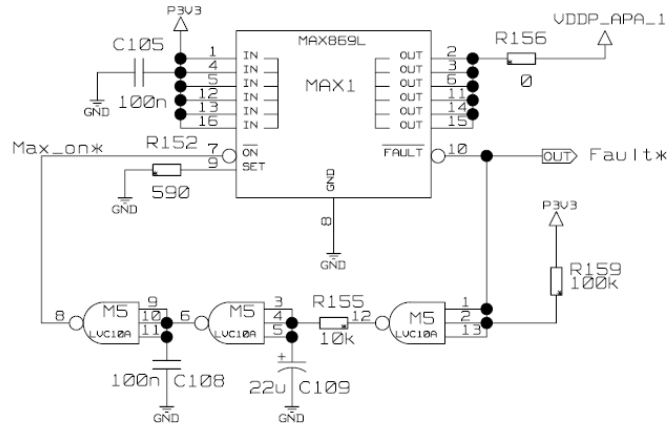 P3V3
VDDP_APA_1
C105
100n
GND
MAX869L
MAX1
1 IN OUT 2
4 IN OUT 3
5 IN OUT 6
12 IN OUT 11
13 IN OUT 14
16 IN OUT 15
R156
0
Max_on*
R152
590
GND
7 ON FAULT 10
9 SET
GND
8
GND
OUT Fault*
P3V3
R159
100k
8 M5 LVC10A 9 10 11
6 M5 LVC10A 3 4 5
R155
10k
12 M5 LVC10A 1 2 13
100n C108
GND
+
22u C109
GND